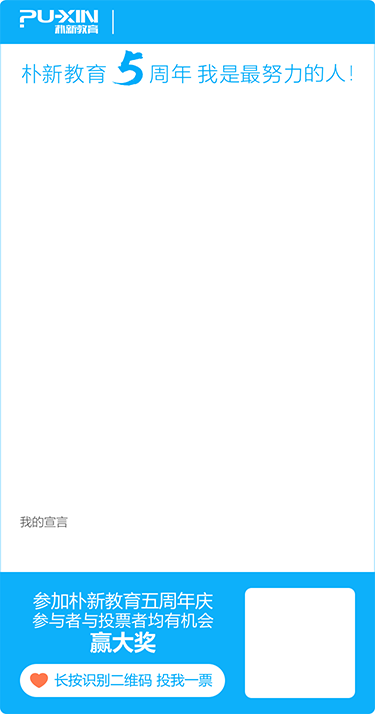 PU-XIN
朴新教育
朴新教育5周年 我是最努力的人!
我的宣言
参加朴新教育五周年庆
参与者与投票者均有机会
赢大奖
长按识别二维码 投我一票